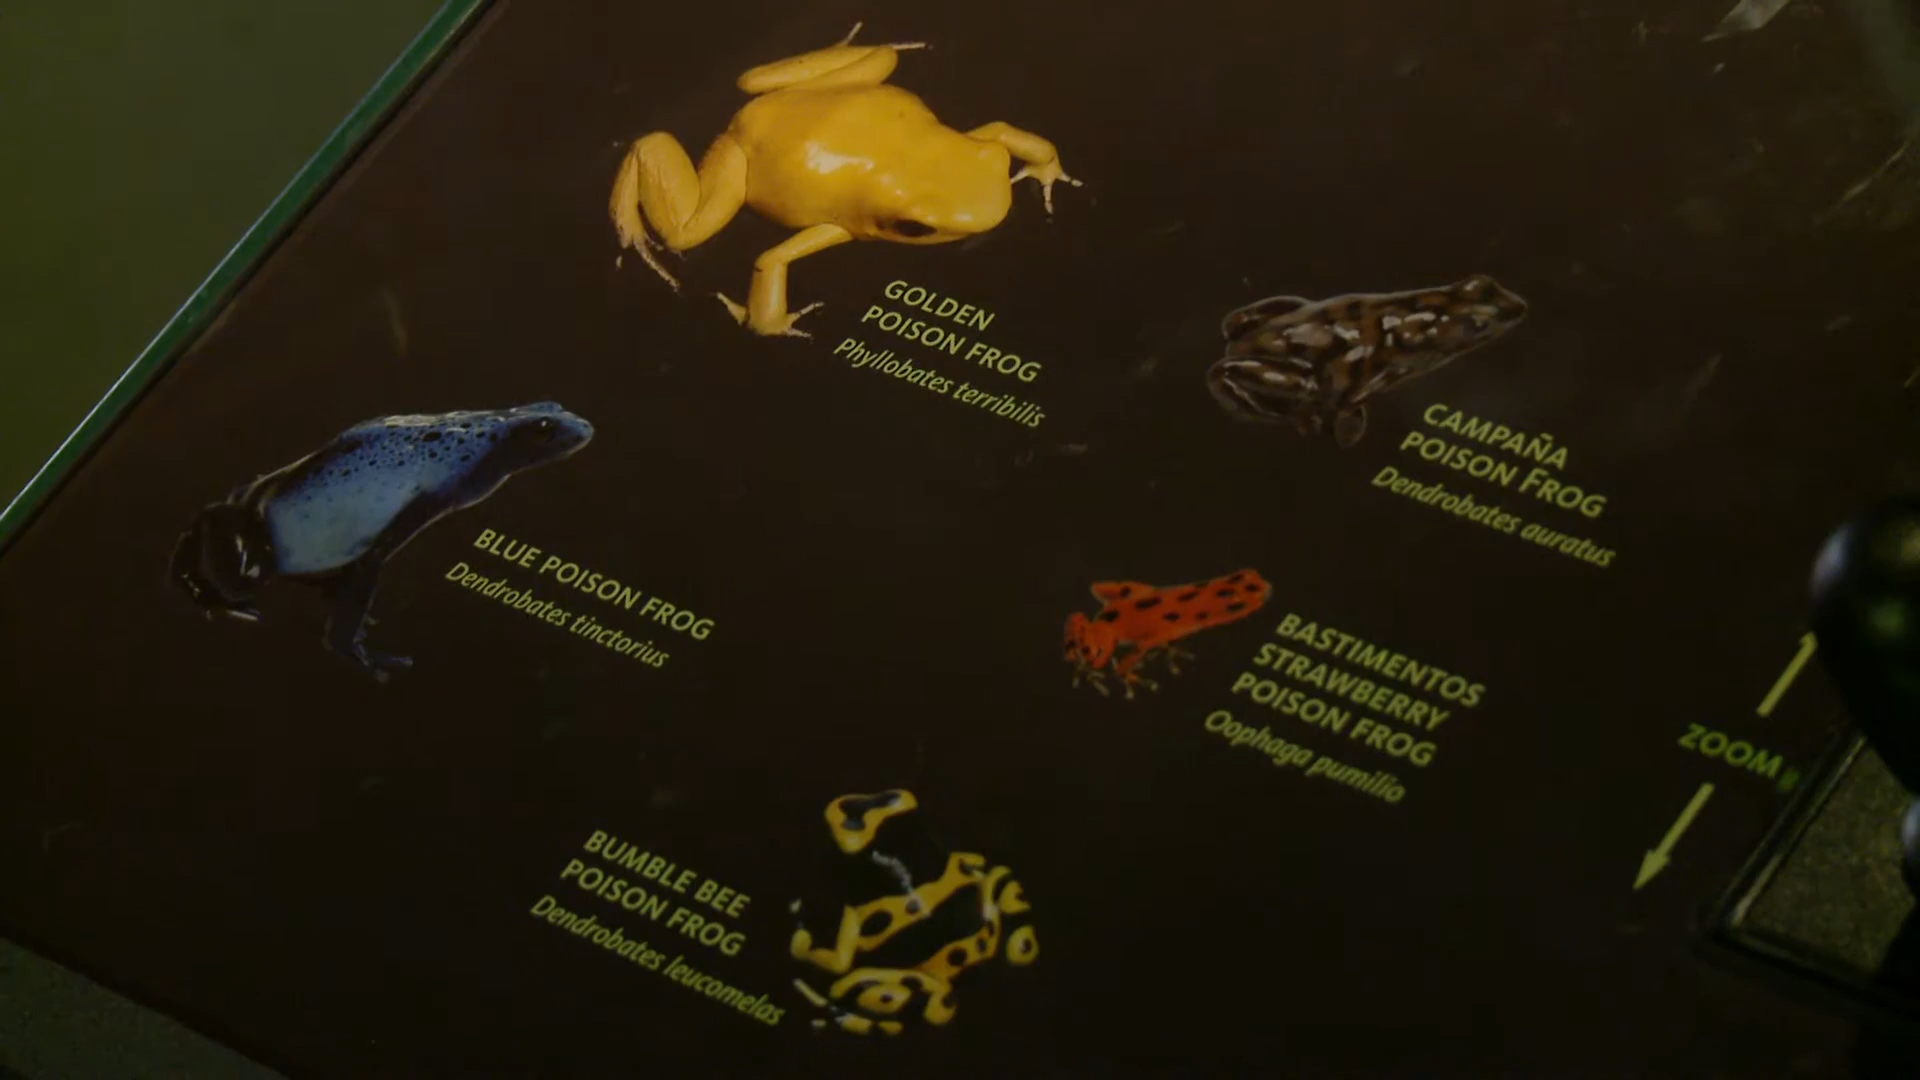 GOLDEN
POISON FROG
Phyllobates terribilis
CAMPAÑA
POISON FROG
Dendrobates auratus
BLUE POISON FROG
Dendrobates tinctorius
BASTIMENTOS
STRAWBERRY
POISON FROG
Oophaga pumilio
ZOOM
BUMBLE BEE
POISON FROG
Dendrobates leucomelas